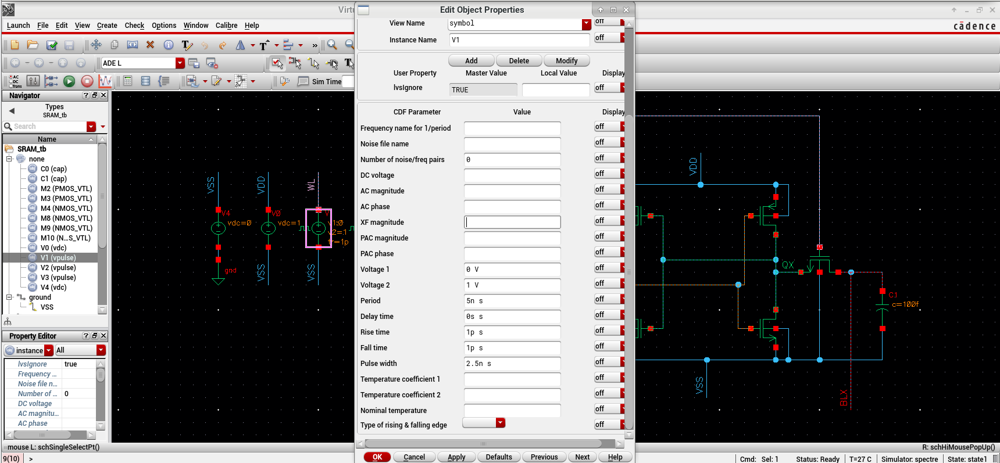 Virtu
Edit Object Properties
Launch File Edit View Create Check Options Window Calibre Help
cādence
View Name symbol off
Instance Name V1 off
ADE L
Add Delete Modify
User Property Master Value Local Value Display
lvsIgnore TRUE off
AC
DC
Trans
Sim Time
Navigator
Types
SRAM_tb
Search
Name
SRAM_tb
none
C0 (cap)
C1 (cap)
M2 (PMOS_VTL)
M3 (PMOS_VTL)
M4 (NMOS_VTL)
M8 (NMOS_VTL)
M9 (NMOS_VTL)
M10 (N...S_VTL)
V0 (vdc)
V1 (vpulse)
V2 (vpulse)
V3 (vpulse)
V4 (vdc)
ground
VSS
Property Editor
instance All
lvsIgnore true
Frequency ...
Noise file n...
Number of ... 0
DC voltage
AC magnitu...
AC phase
VSS
V4
vdc=0
gnd
VDD
V0
vdc=1
VSS
WL
V
v1:0
v2=1
tr=1p
VSS
CDF Parameter Value Display
Frequency name for 1/period off
Noise file name off
Number of noise/freq pairs 0 off
DC voltage off
AC magnitude off
AC phase off
XF magnitude off
PAC magnitude off
PAC phase off
Voltage 1 0 V off
Voltage 2 1 V off
Period 5n s off
Delay time 0s s off
Rise time 1p s off
Fall time 1p s off
Pulse width 2.5n s off
Temperature coefficient 1 off
Temperature coefficient 2 off
Nominal temperature off
Type of rising & falling edge off
OK Cancel Apply Defaults Previous Next Help
VDD
QX
C1
c=100f
VSS
BLX
mouse L: schSingleSelectPt() R: schHiMousePopUp()
9(10) > Cmd: Sel: 1 Status: Ready T=27 C Simulator: spectre State: state1